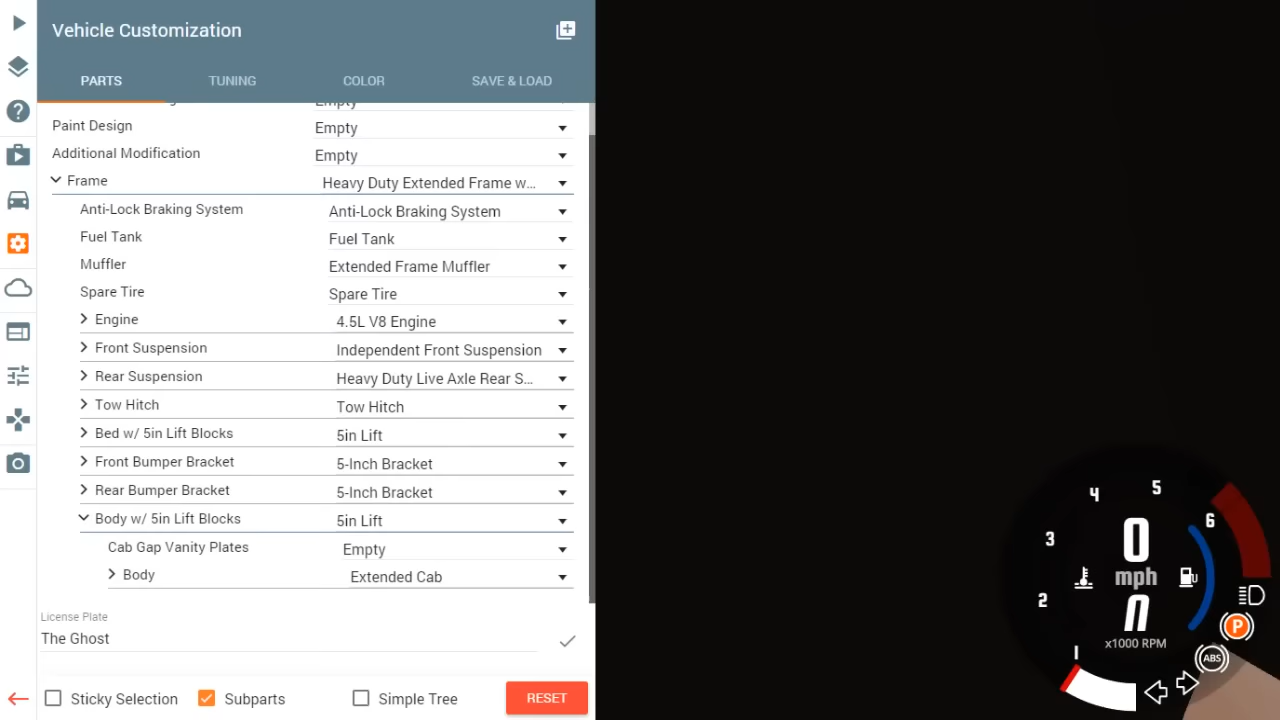 Vehicle Customization
PARTS TUNING COLOR SAVE & LOAD
Empty
Paint Design Empty
Additional Modification Empty
Frame Heavy Duty Extended Frame w...
Anti-Lock Braking System Anti-Lock Braking System
Fuel Tank Fuel Tank
Muffler Extended Frame Muffler
Spare Tire Spare Tire
Engine 4.5L V8 Engine
Front Suspension Independent Front Suspension
Rear Suspension Heavy Duty Live Axle Rear S...
Tow Hitch Tow Hitch
Bed w/ 5in Lift Blocks 5in Lift
Front Bumper Bracket 5-Inch Bracket
Rear Bumper Bracket 5-Inch Bracket
Body w/ 5in Lift Blocks 5in Lift
Cab Gap Vanity Plates Empty
Body Extended Cab
License Plate
The Ghost
Sticky Selection Subparts Simple Tree RESET
1 2 3 4 5 6
0
mph
x1000 RPM
P
ABS